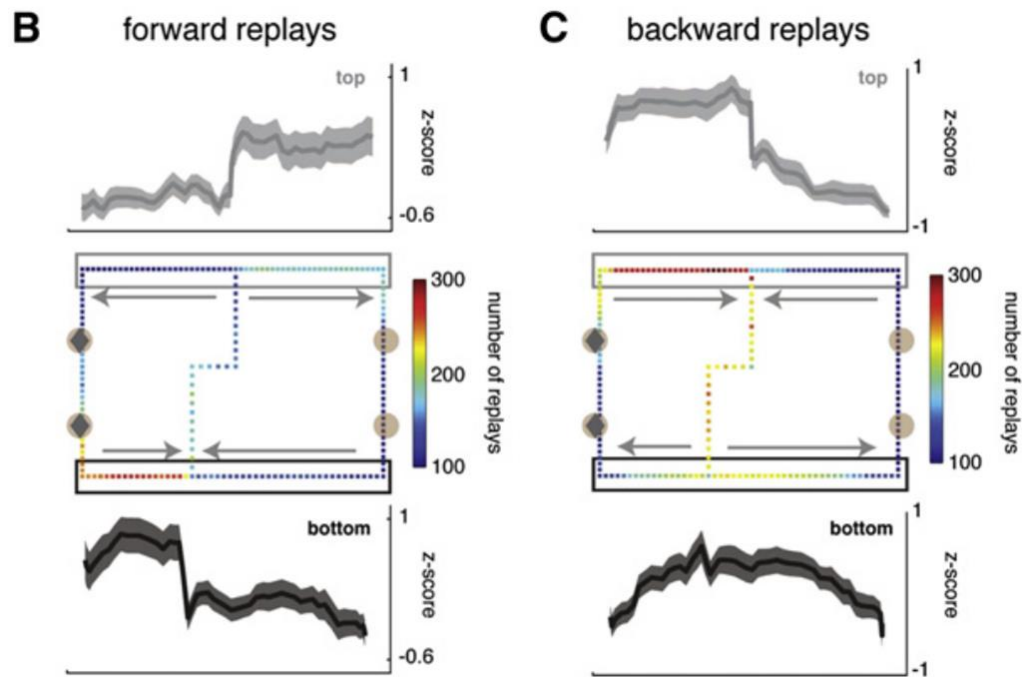 B forward replays
top
1
z-score
-0.6
300
200
100
number of replays
bottom
1
z-score
-0.6
C backward replays
top
1
z-score
-1
300
200
100
number of replays
bottom
1
z-score
-1